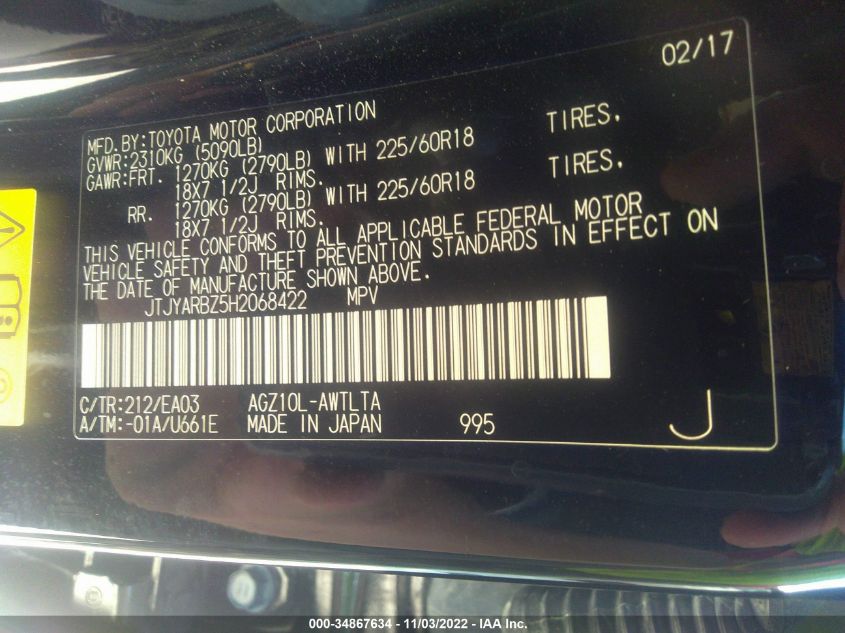 02/17
MFD.BY:TOYOTA MOTOR CORPORATION
GVWR:2310KG (5090LB)
GAWR:FRT. 1270KG (2790LB) WITH 225/60R18 TIRES,
18X7 1/2J RIMS.
RR. 1270KG (2790LB) WITH 225/60R18 TIRES,
18X7 1/2J RIMS.
THIS VEHICLE CONFORMS TO ALL APPLICABLE FEDERAL MOTOR
VEHICLE SAFETY AND THEFT PREVENTION STANDARDS IN EFFECT ON
THE DATE OF MANUFACTURE SHOWN ABOVE.
JTJYARBZ5H2068422 MPV
C/TR:212/EA03 AGZ10L-AWTLTA
A/TM:-01A/U661E MADE IN JAPAN 995 J
000-34867634 - 11/03/2022 - IAA Inc.